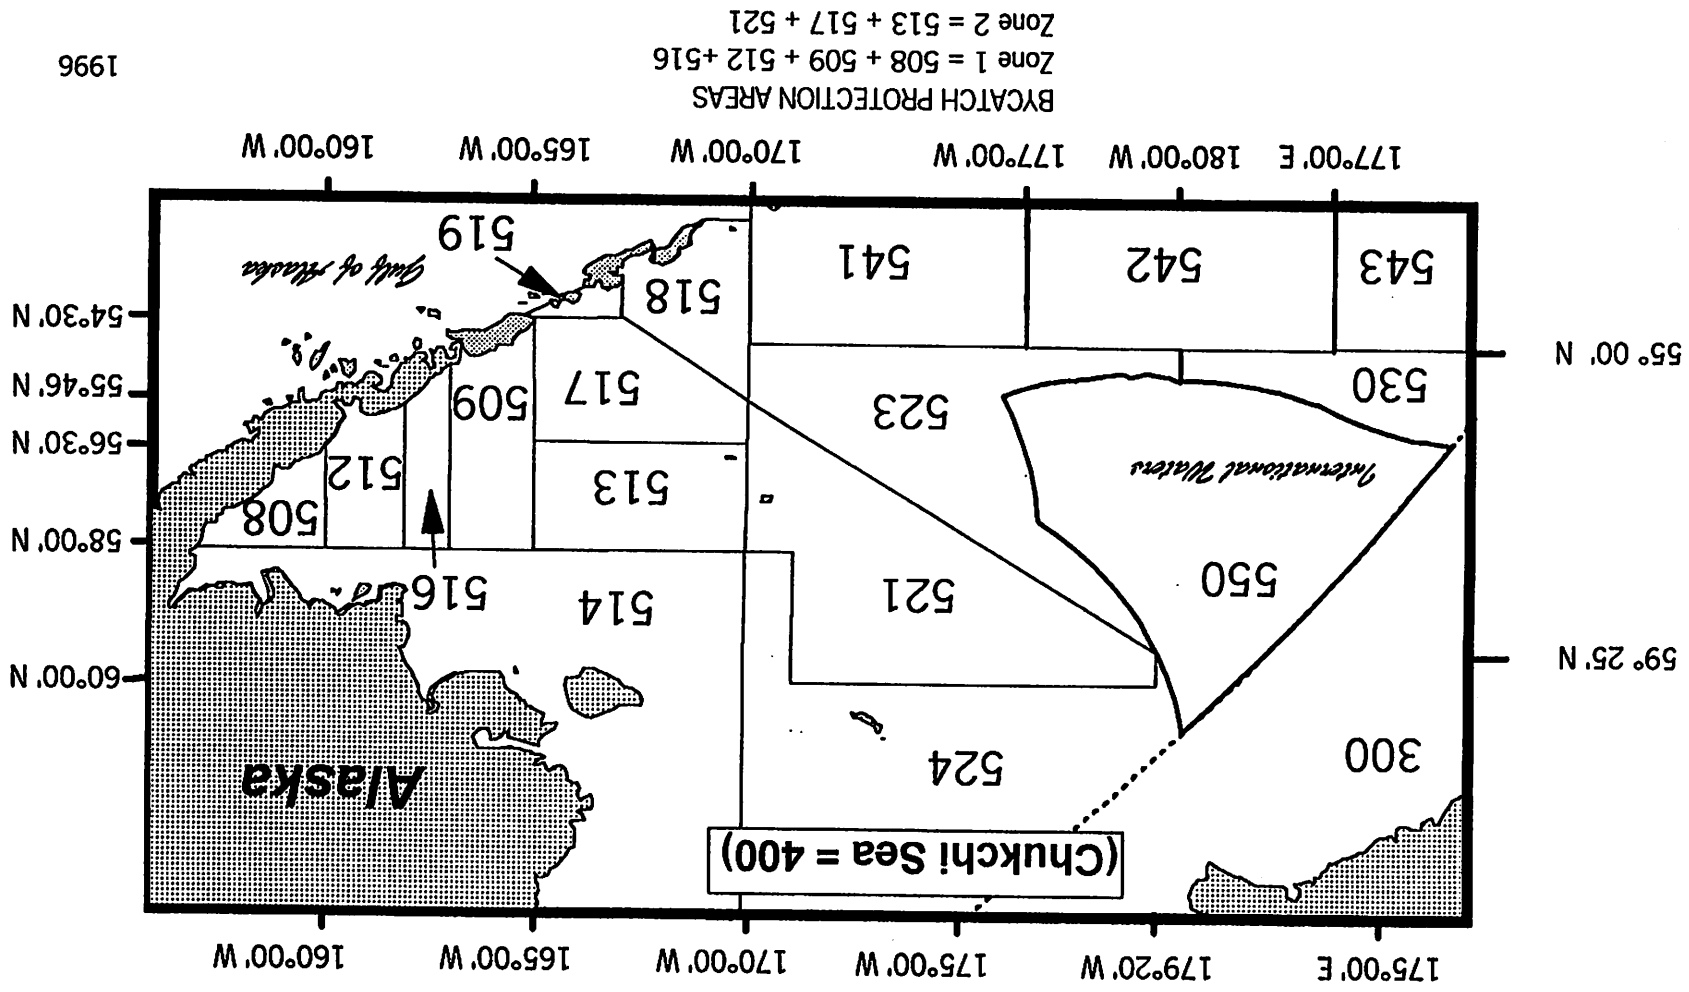 175°00' E 179°20' W 175°00' W 170°00' W 165°00' W 160°00' W
(Chukchi Sea = 400)
300
524
Alaska
59° 25' N
60°00' N
550
521
514
516
58°00' N
International Waters
513
512
508
56°30' N
530
523
517
509
55°46' N
55° 00' N
54°30' N
543
542
541
518
519
Gulf of Alaska
177°00' E 180°00' W 177°00' W 170°00' W 165°00' W 160°00' W
BYCATCH PROTECTION AREAS
Zone 1 = 508 + 509 + 512 +516
Zone 2 = 513 + 517 + 521
1996